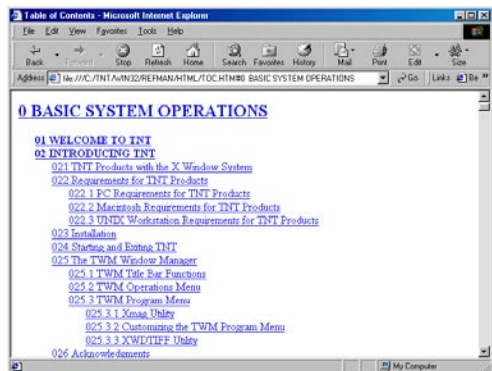 Table of Contents - Microsoft Internet Explorer
File Edit View Favorites Tools Help
Back Forward Stop Refresh Home Search Favorites History Mail Print Edit Size
Address file:///C:/TNT/WIN32/REFMAN/HTML/TOC.HTM#0 BASIC SYSTEM OPERATIONS Go Links Be
0 BASIC SYSTEM OPERATIONS
01 WELCOME TO TNT
02 INTRODUCING TNT
021 TNT Products with the X Window System
022 Requirements for TNT Products
022 1 PC Requirements for TNT Products
022 2 Macintosh Requirements for TNT Products
022 3 UNIX Workstation Requirements for TNT Products
023 Installation
024 Starting and Exiting TNT
025 The TWM Window Manager
025.1 TWM Title Bar Functions
025.2 TWM Operations Menu
025.3 TWM Program Menu
025.3 1 Xmag Utility
025.3 2 Customizing the TWM Program Menu
025.3 3 XWDTIFF Utility
026 Acknowledgments
My Computer